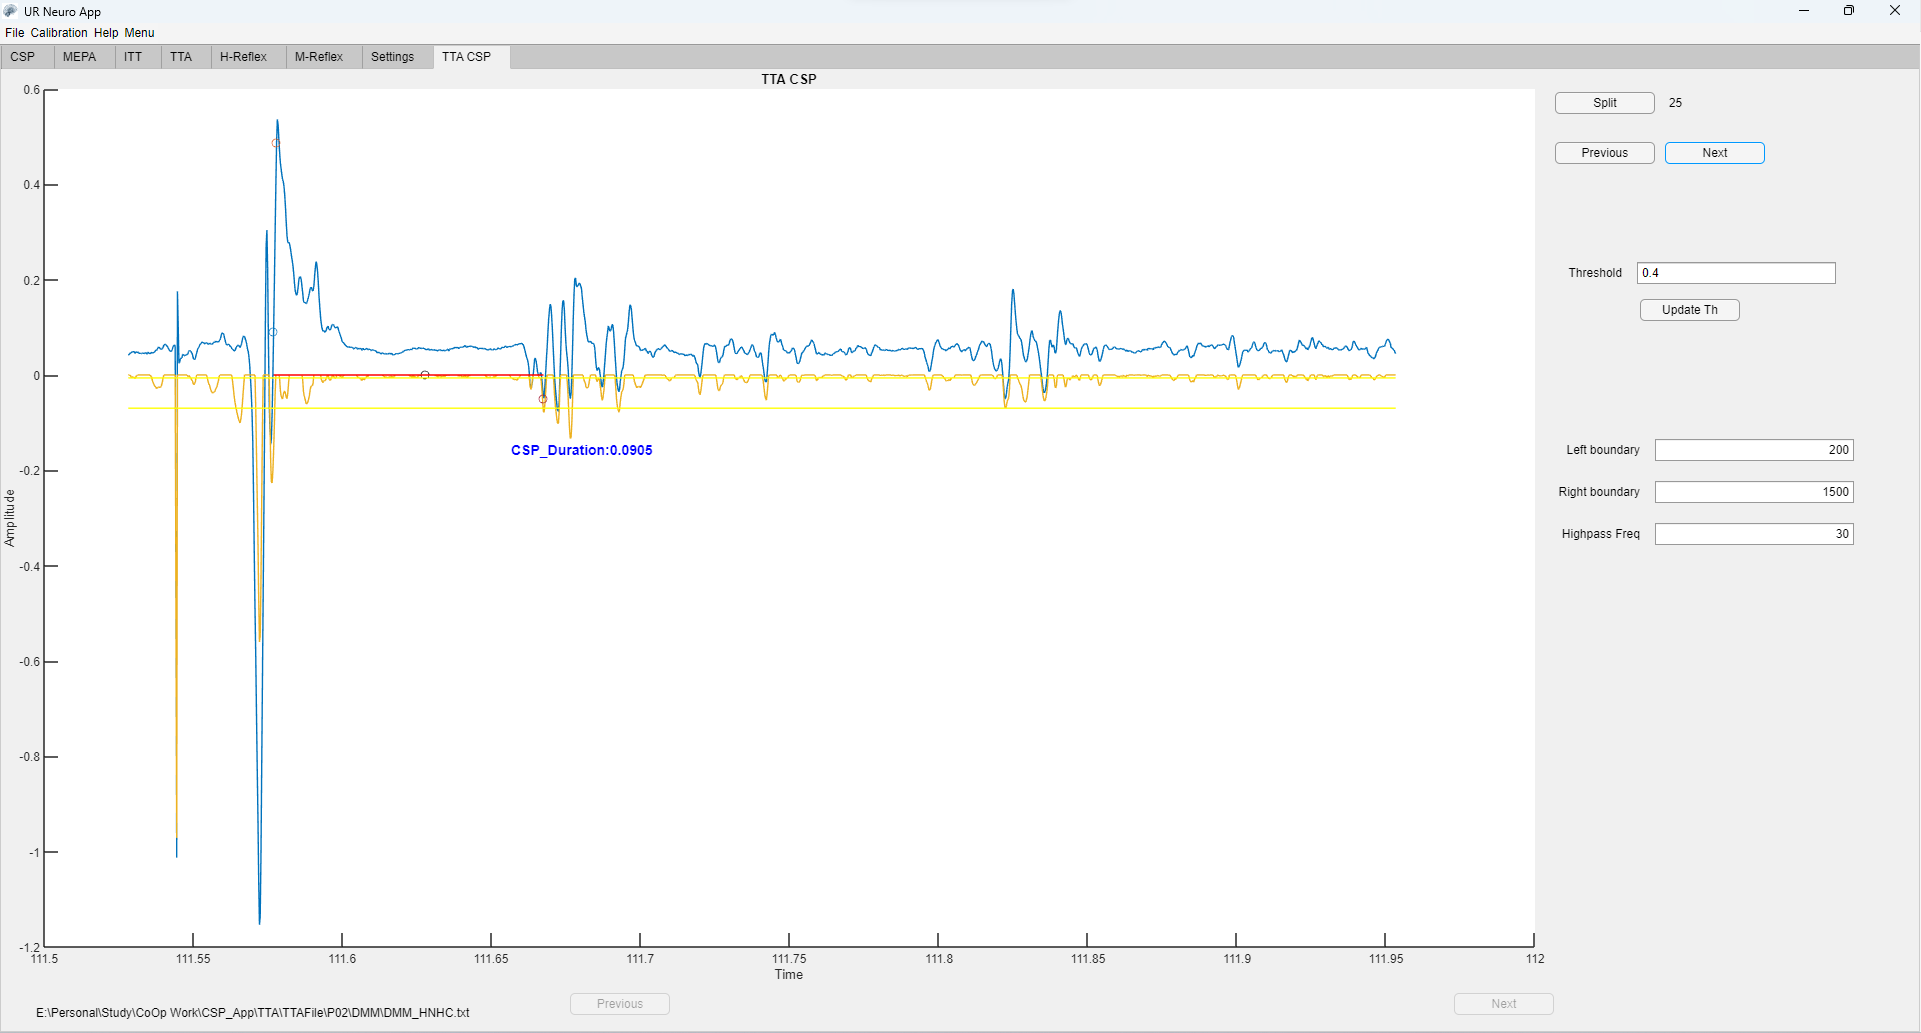 UR Neuro App
File Calibration Help Menu
CSP MEPA ITT TTA H-Reflex M-Reflex Settings TTA CSP
TTA CSP
0.6
0.4
0.2
0
-0.2
-0.4
-0.6
-0.8
-1
-1.2
Amplitude
CSP_Duration:0.0905
111.5 111.55 111.6 111.65 111.7 111.75 111.8 111.85 111.9 111.95 112
Time
Split 25
Previous Next
Threshold 0.4
Update Th
Left boundary 200
Right boundary 1500
Highpass Freq 30
Previous Next
E:\Personal\Study\CoOp Work\CSP_App\TTA\TTAFile\P02\DMM\DMM_HNHC.txt